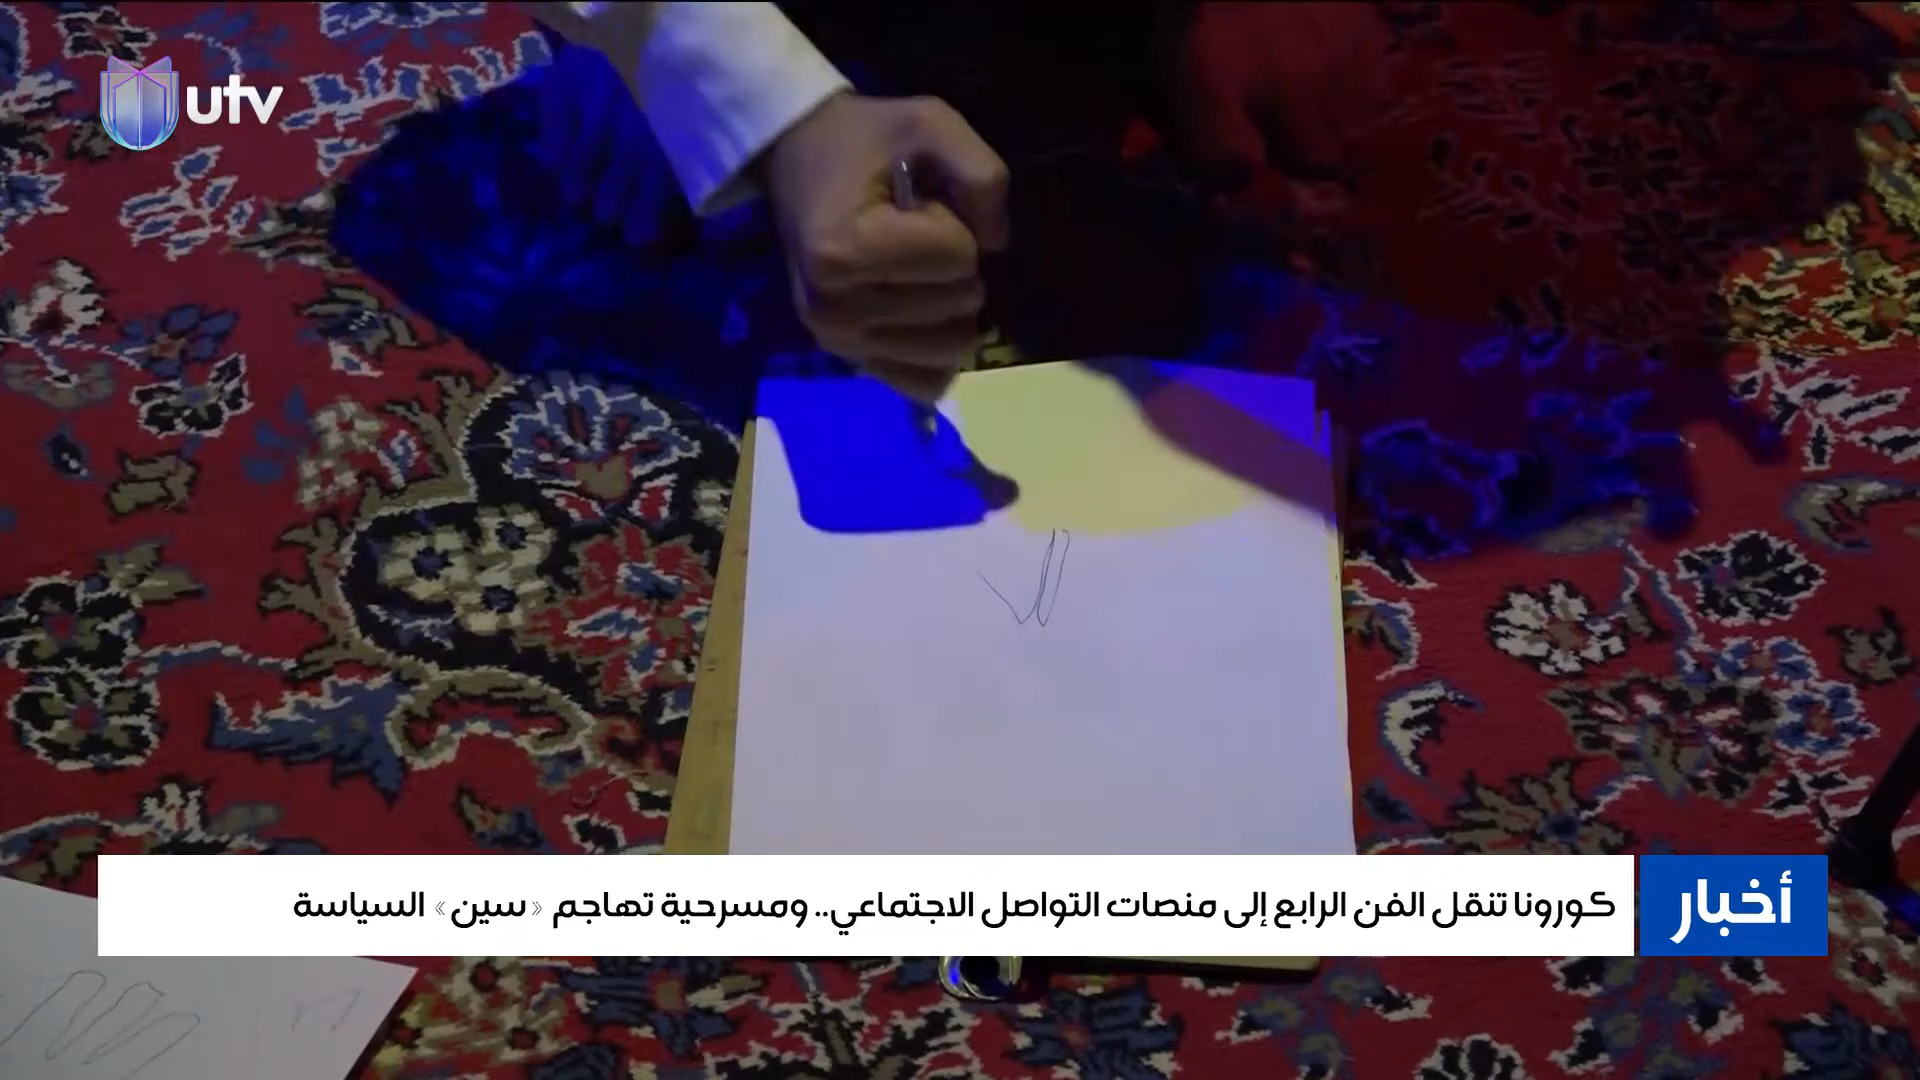 utv
أخبار
كورونا تنقل الفن الرابع إلى منصات التواصل الاجتماعي.. ومسرحية تهاجم «سين» السياسة